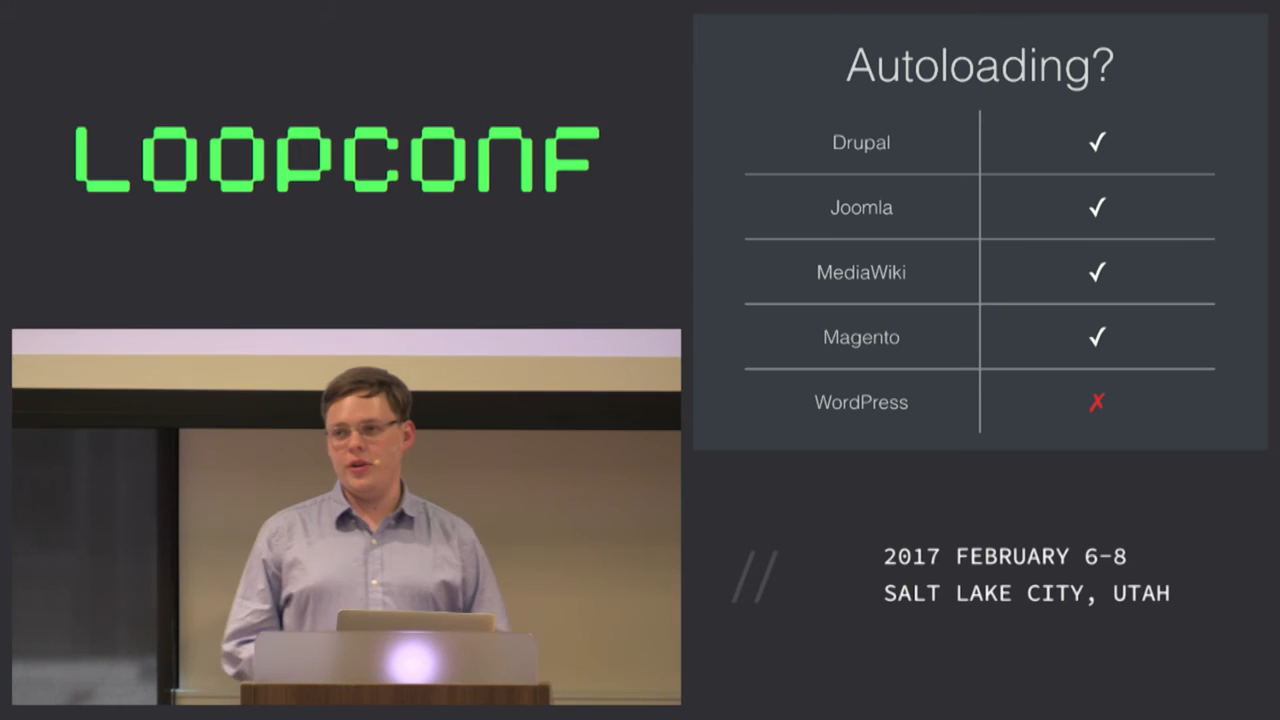 LOOPCONF
Autoloading?
Drupal ✓
Joomla ✓
MediaWiki ✓
Magento ✓
WordPress ✗
// 2017 FEBRUARY 6-8
SALT LAKE CITY, UTAH